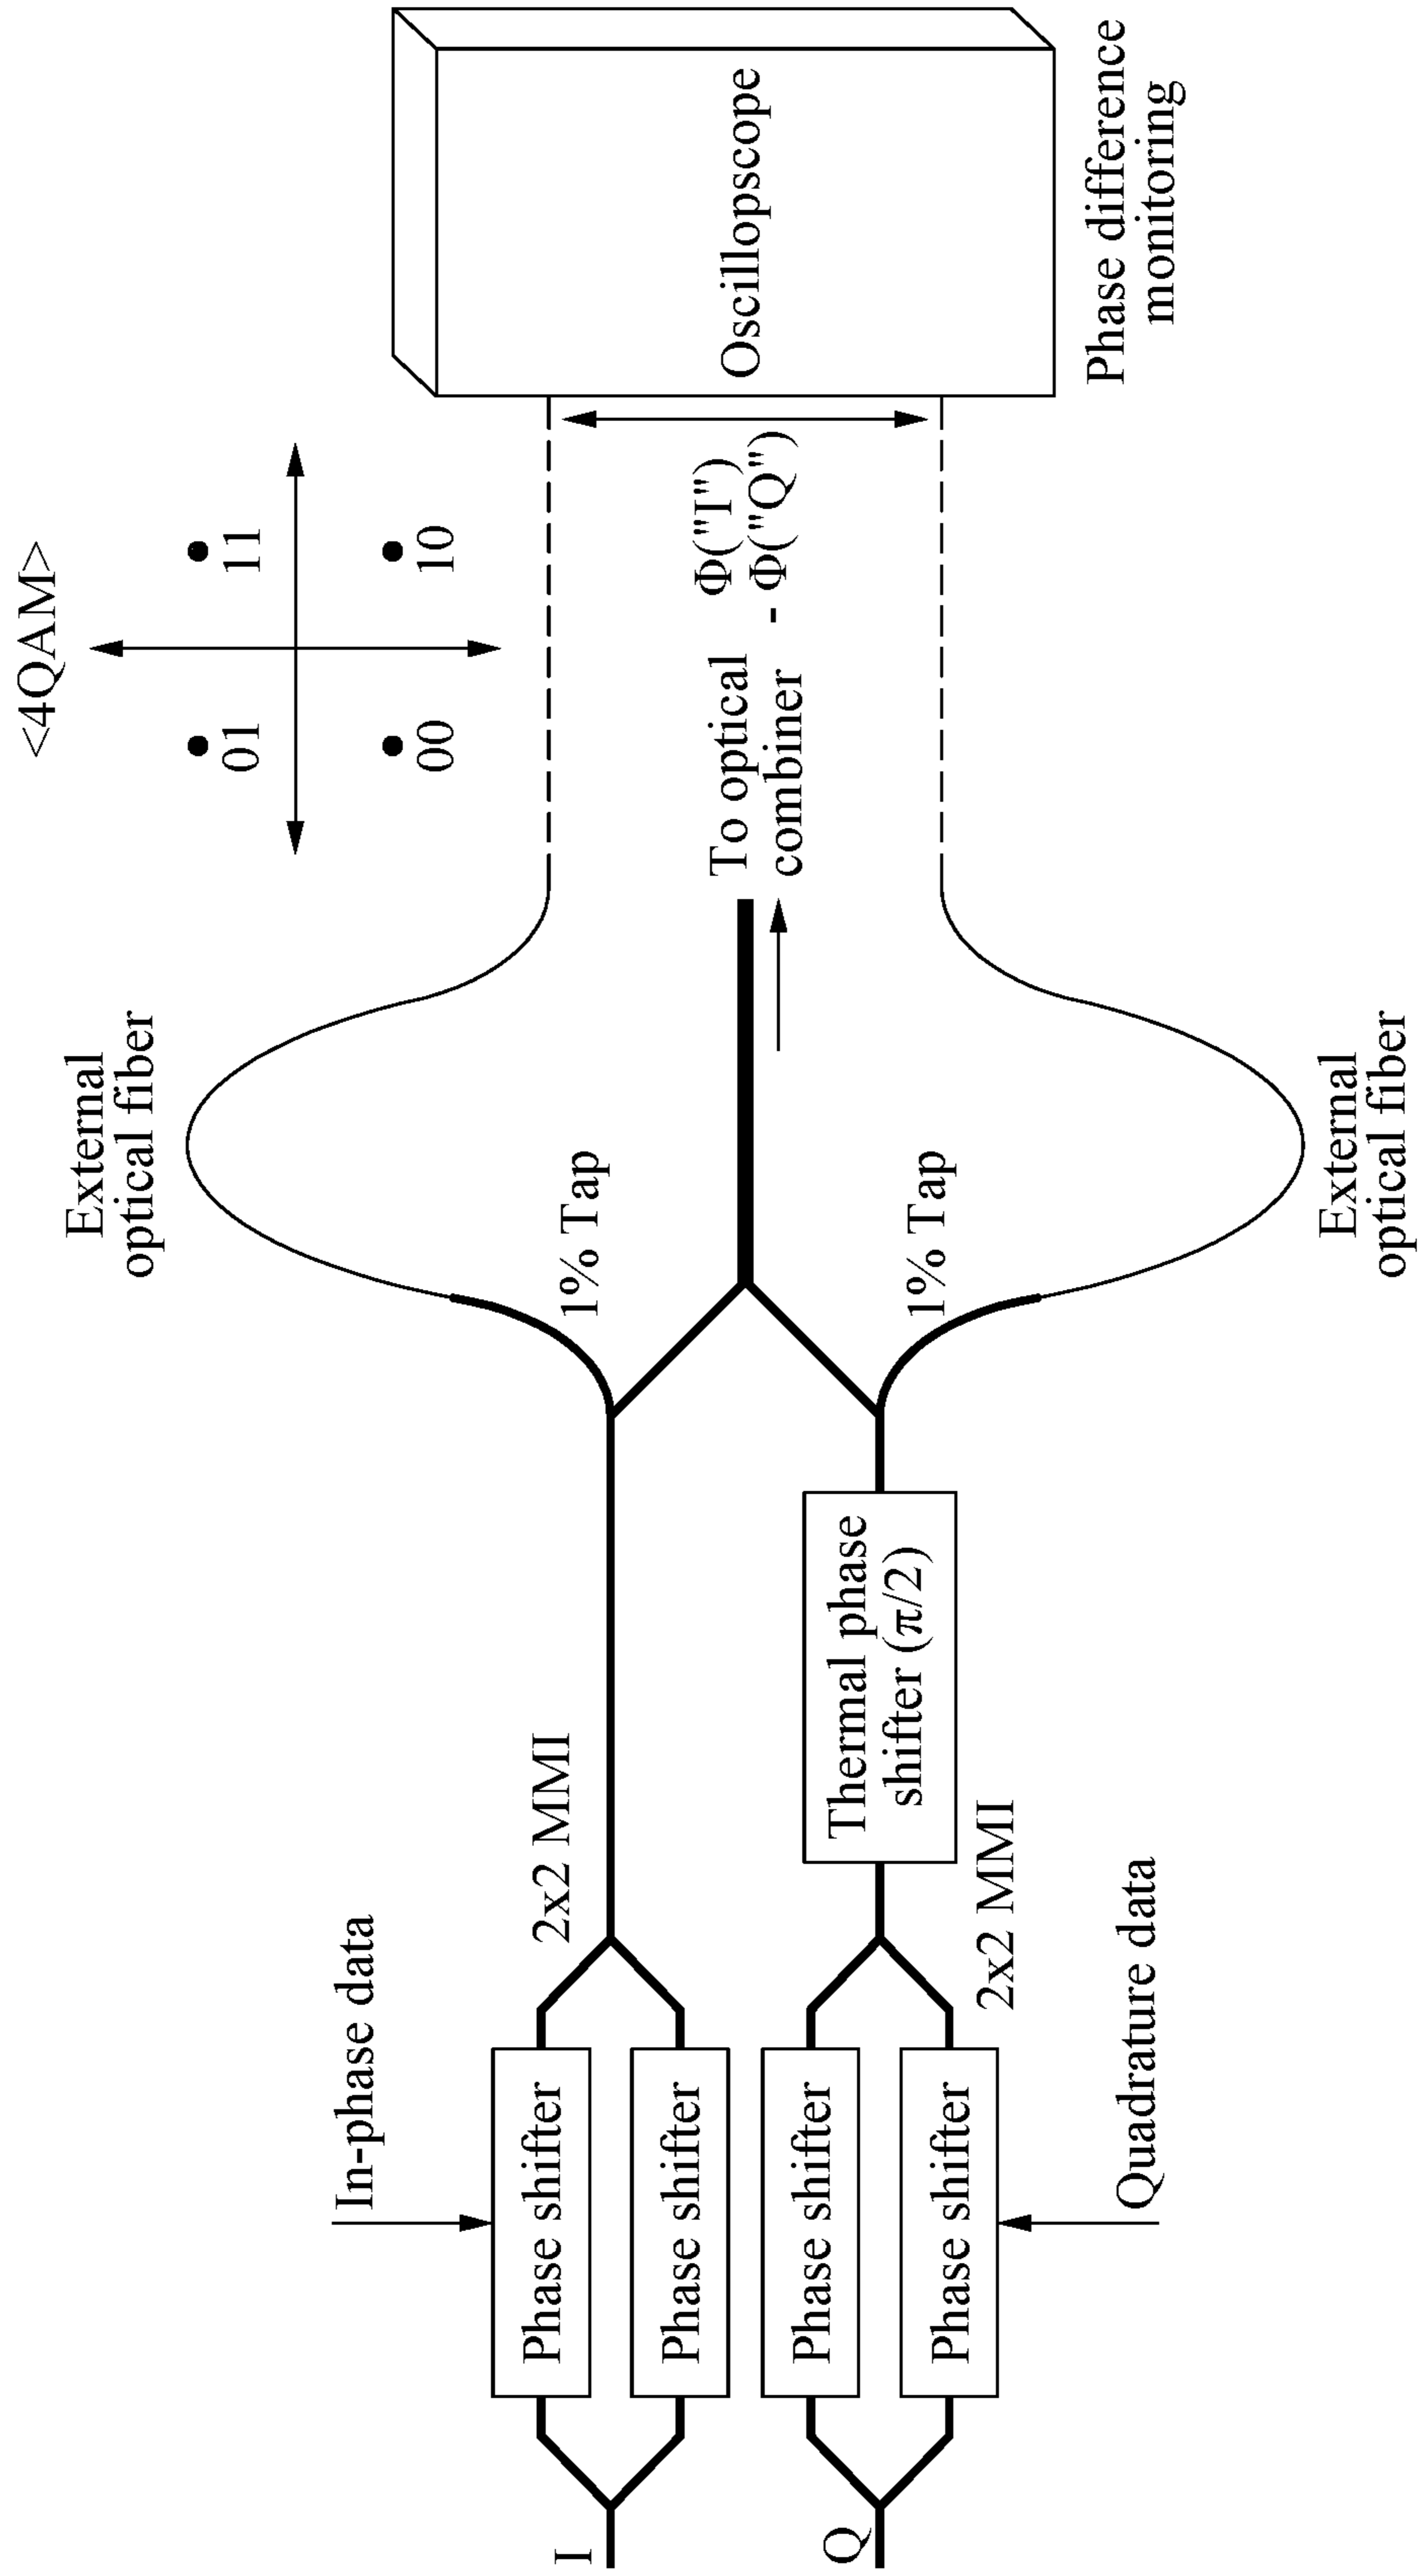 <4QAM>
01
11
00
10
External
optical fiber
In-phase data
2x2 MMI
1% Tap
I
Phase shifter
Phase shifter
To optical
combiner
Φ("I")
- Φ("Q")
Oscillopscope
Q
Phase shifter
Phase shifter
Thermal phase
shifter (π/2)
1% Tap
2x2 MMI
Quadrature data
External
optical fiber
Phase difference
monitoring